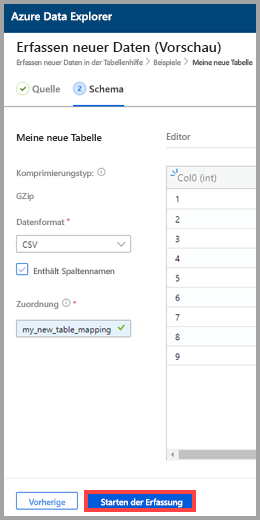 Azure Data Explorer
Erfassen neuer Daten (Vorschau)
Erfassen neuer Daten in der Tabellenhilfe > Beispiele > Meine neue Tabelle
Quelle
2 Schema
Meine neue Tabelle
Editor
Komprimierungstyp:
GZip
Datenformat *
CSV
Enthält Spaltennamen
Zuordnung *
my_new_table_mapping
Col0 (int)
1
2
3
4
5
6
7
8
9
Vorherige
Starten der Erfassung